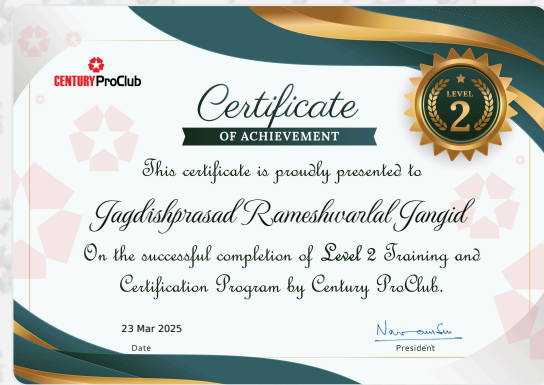 CENTURY ProClub
LEVEL
2
Certificate
OF ACHIEVEMENT
This certificate is proudly presented to
Jagdishprasad Rameshwarlal Jangid
On the successful completion of Level 2 Training and
Certification Program by Century ProClub.
23 Mar 2025
Date
President